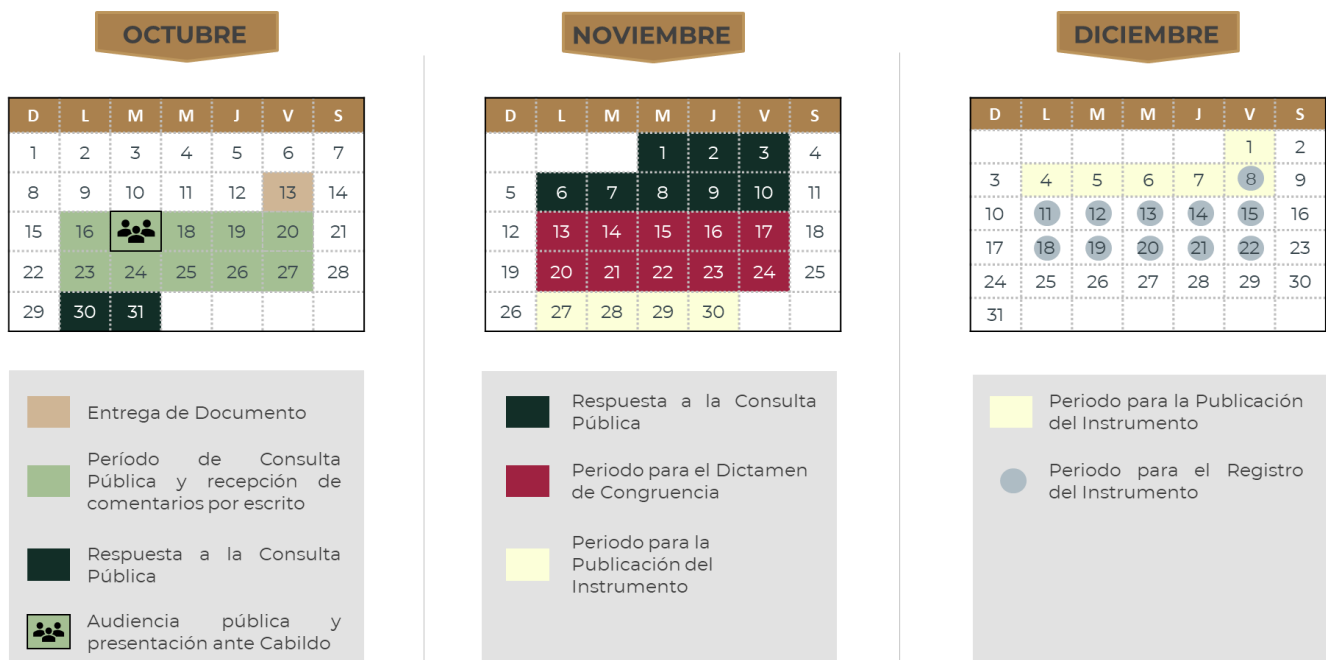 OCTUBRE
D L M M J V S
1 2 3 4 5 6 7
8 9 10 11 12 13 14
15 16 18 19 20 21
22 23 24 25 26 27 28
29 30 31
Entrega de Documento
Período de Consulta
Pública y recepción de
comentarios por escrito
Respuesta a la Consulta
Pública
Audiencia pública y
presentación ante Cabildo
NOVIEMBRE
D L M M J V S
1 2 3 4
5 6 7 8 9 10 11
12 13 14 15 16 17 18
19 20 21 22 23 24 25
26 27 28 29 30
Respuesta a la Consulta
Pública
Periodo para el Dictamen
de Congruencia
Periodo para la
Publicación del
Instrumento
DICIEMBRE
D L M M J V S
1 2
3 4 5 6 7 8 9
10 11 12 13 14 15 16
17 18 19 20 21 22 23
24 25 26 27 28 29 30
31
Periodo para la Publicación
del Instrumento
Periodo para el Registro
del Instrumento